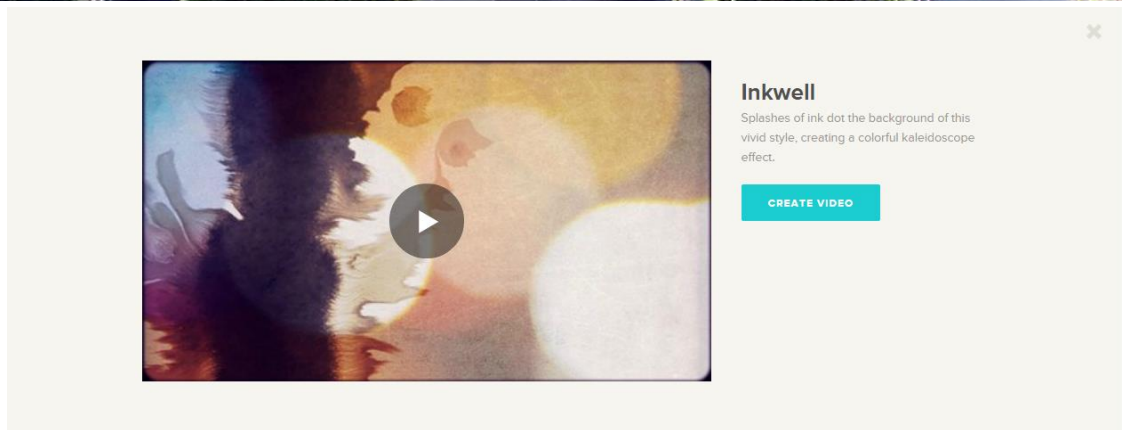 Inkwell
Splashes of ink dot the background of this
vivid style, creating a colorful kaleidoscope
effect.
CREATE VIDEO